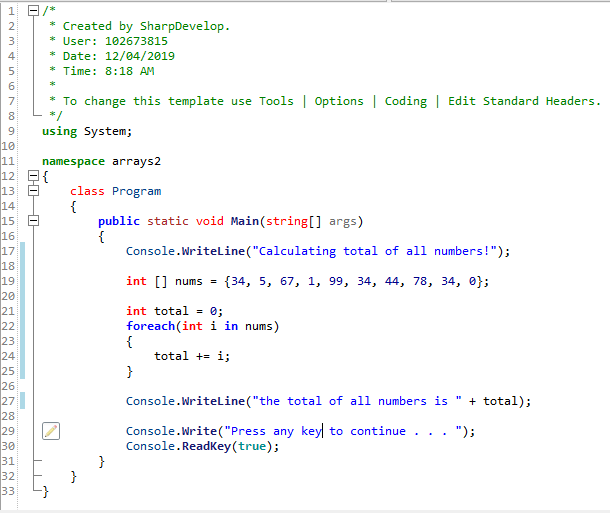 1 /*
2  * Created by SharpDevelop.
3  * User: 102673815
4  * Date: 12/04/2019
5  * Time: 8:18 AM
6  *
7  * To change this template use Tools | Options | Coding | Edit Standard Headers.
8  */
9 using System;
10
11 namespace arrays2
12 {
13     class Program
14     {
15         public static void Main(string[] args)
16         {
17             Console.WriteLine("Calculating total of all numbers!");
18
19             int [] nums = {34, 5, 67, 1, 99, 34, 44, 78, 34, 0};
20
21             int total = 0;
22             foreach(int i in nums)
23             {
24                 total += i;
25             }
26
27             Console.WriteLine("the total of all numbers is " + total);
28
29             Console.Write("Press any key to continue . . . ");
30             Console.ReadKey(true);
31         }
32     }
33 }